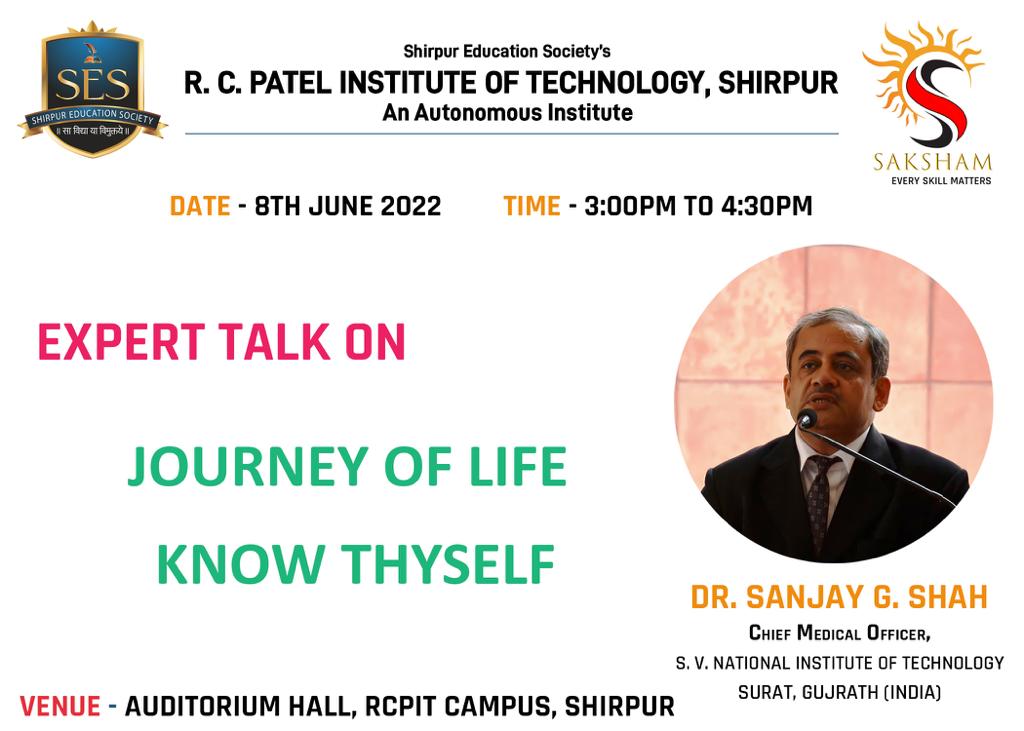 Shirpur Education Society's
R. C. PATEL INSTITUTE OF TECHNOLOGY, SHIRPUR
An Autonomous Institute
SES
SHIRPUR EDUCATION SOCIETY
॥ सा विद्या या विमुक्तये ॥
SAKSHAM
EVERY SKILL MATTERS
DATE - 8TH JUNE 2022 TIME - 3:00PM TO 4:30PM
EXPERT TALK ON
JOURNEY OF LIFE
KNOW THYSELF
DR. SANJAY G. SHAH
CHIEF MEDICAL OFFICER,
S. V. NATIONAL INSTITUTE OF TECHNOLOGY
SURAT, GUJRATH (INDIA)
VENUE - AUDITORIUM HALL, RCPIT CAMPUS, SHIRPUR